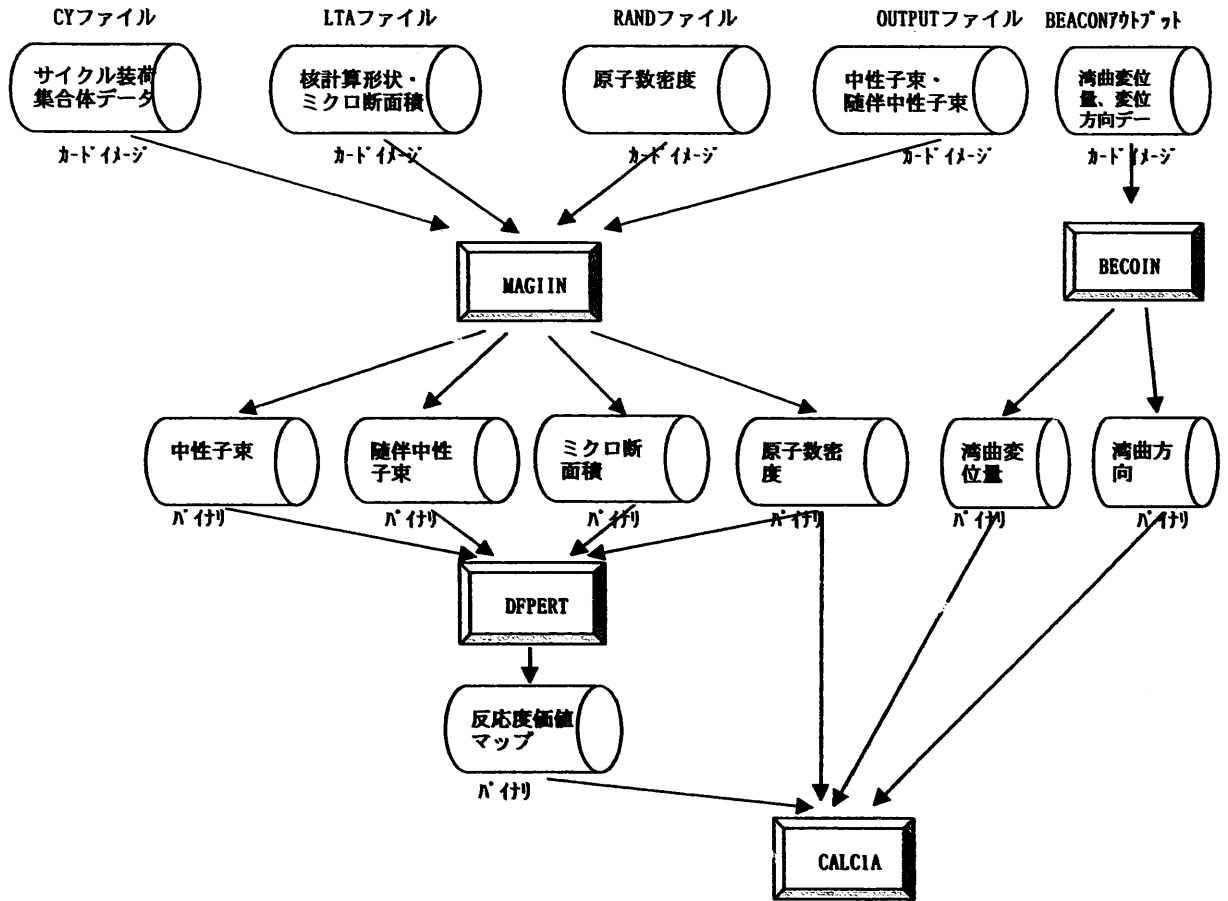 CYファイル
LTAファイル
RANDファイル
OUTPUTファイル
BEACONｱｳﾄﾌﾟｯﾄ
サイクル装荷
集合体データ
核計算形状・
ミクロ断面積
原子数密度
中性子束・
随伴中性子束
湾曲変位
量、変位
方向デー
ｶｰﾄﾞｲﾒｰｼﾞ
ｶｰﾄﾞｲﾒｰｼﾞ
ｶｰﾄﾞｲﾒｰｼﾞ
ｶｰﾄﾞｲﾒｰｼﾞ
ｶｰﾄﾞｲﾒｰｼﾞ
MAGIIN
BECOIN
中性子束
随伴中性
子束
ミクロ断
面積
原子数密
度
湾曲変
位量
湾曲方
向
ﾊﾞｲﾅﾘ
ﾊﾞｲﾅﾘ
ﾊﾞｲﾅﾘ
ﾊﾞｲﾅﾘ
ﾊﾞｲﾅﾘ
ﾊﾞｲﾅﾘ
DFPERT
反応度価値
マップ
ﾊﾞｲﾅﾘ
CALC1A